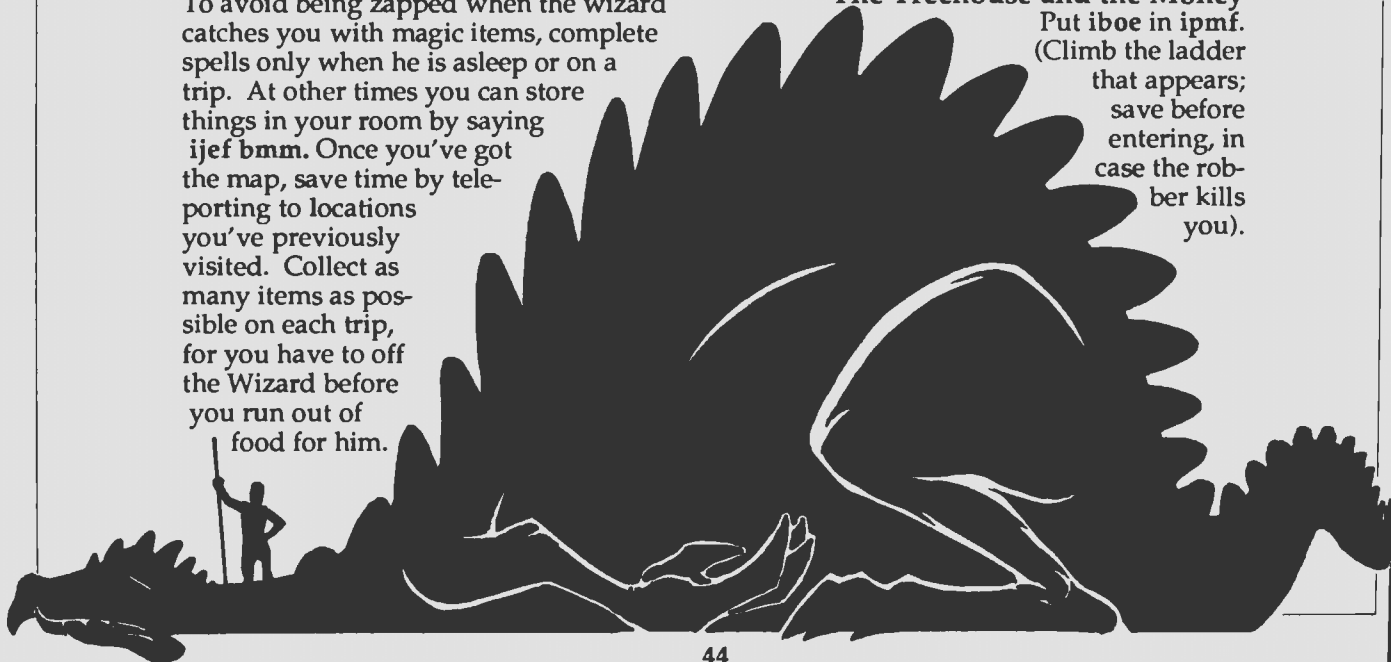 To avoid being zapped when the wizard
catches you with magic items, complete
spells only when he is asleep or on a
trip. At other times you can store
things in your room by saying
ijef bmm. Once you've got
the map, save time by tele-
porting to locations
you've previously
visited. Collect as
many items as pos-
sible on each trip,
for you have to off
the Wizard before
you run out of
food for him.
The Treehouse and the Money
Put iboe in ipmf.
(Climb the ladder
that appears;
save before
entering, in
case the rob-
ber kills
you).
44